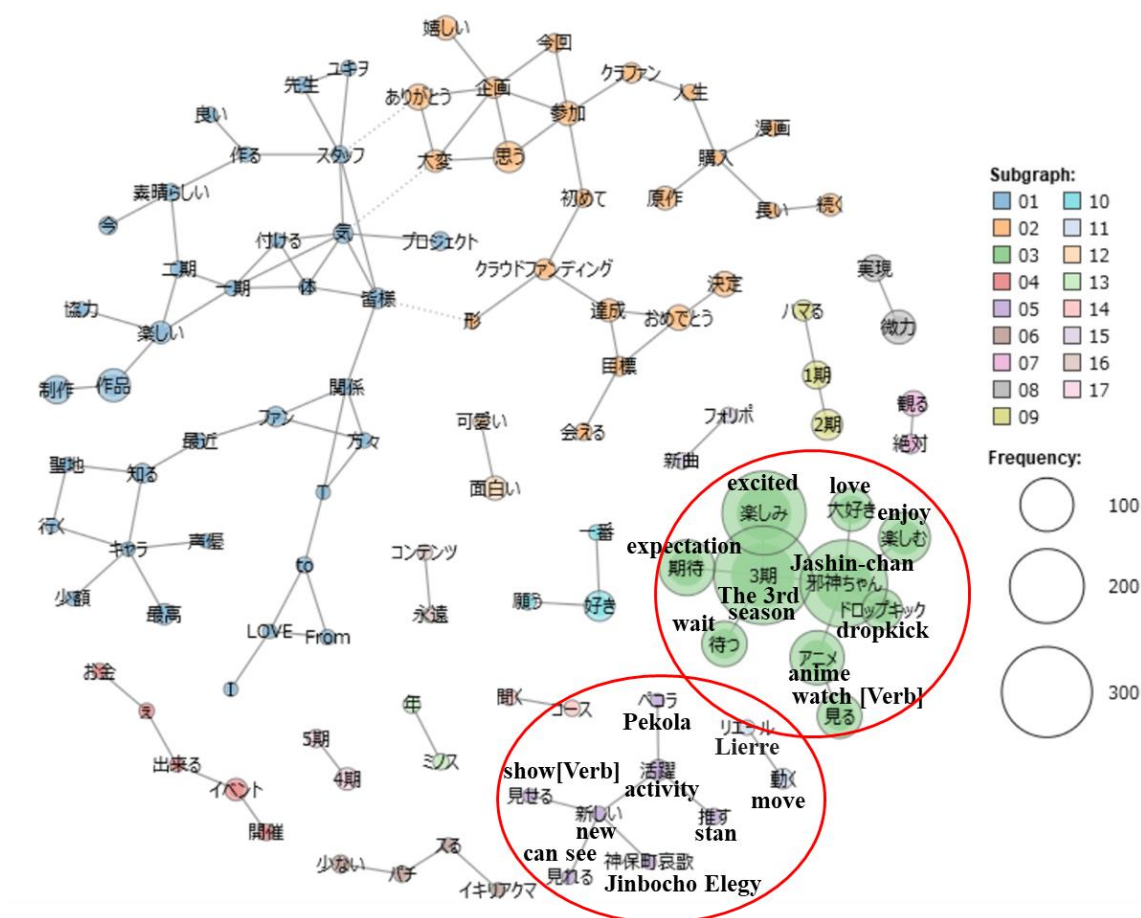 嬉しい
今回
ユキヲ
先生
ありがとう
企画
クラファン
人生
良い
参加
漫画
作る
スタッフ
大変
思う
購入
素晴らしい
初めて
原作
長い
続く
今
付ける
気
プロジェクト
二期
クラウドファンディング
一期
体
皆様
決定
協力
形
達成
おめでとう
楽しい
目標
制作
作品
関係
ファン
方々
会える
最近
聖地
知る
行く
キャラ
声優
少額
最高
T
to
LOVE
From
I
可愛い
面白い
フォリポ
新曲
一番
願う
好き
コンテンツ
永遠
実現
微力
ハマる
1期
2期
観る
絶対
excited
楽しみ
love
大好き
enjoy
楽しむ
expectation
期待
3期
The 3rd
season
Jashin-chan
邪神ちゃん
ドロップキック
dropkick
wait
待つ
アニメ
anime
watch [Verb]
見る
お金
ぇ
出来る
イベント
開催
5期
4期
年
ミノス
聞く
コース
少ない
バチ
スる
イキリアクマ
ペコラ
Pekola
リエール
Lierre
show[Verb]
見せる
活躍
activity
動く
move
新しい
new
推す
stan
can see
見れる
神保町哀歌
Jinbocho Elegy
Subgraph:
01 10
02 11
03 12
04 13
05 14
06 15
07 16
08 17
09
Frequency:
100
200
300